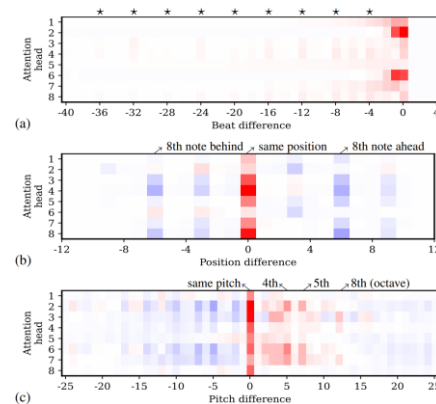 ★ ★ ★ ★ ★ ★ ★ ★ ★
Attention head
1
2
3
4
5
6
7
8
-40 -36 -32 -28 -24 -20 -16 -12 -8 -4 0
(a) Beat difference
8th note behind same position 8th note ahead
Attention head
1
2
3
4
5
6
7
8
-12 -8 -4 0 4 8 12
(b) Position difference
same pitch 4th 5th 8th (octave)
Attention head
1
2
3
4
5
6
7
8
-25 -20 -15 -10 -5 0 5 10 15 20 25
(c) Pitch difference